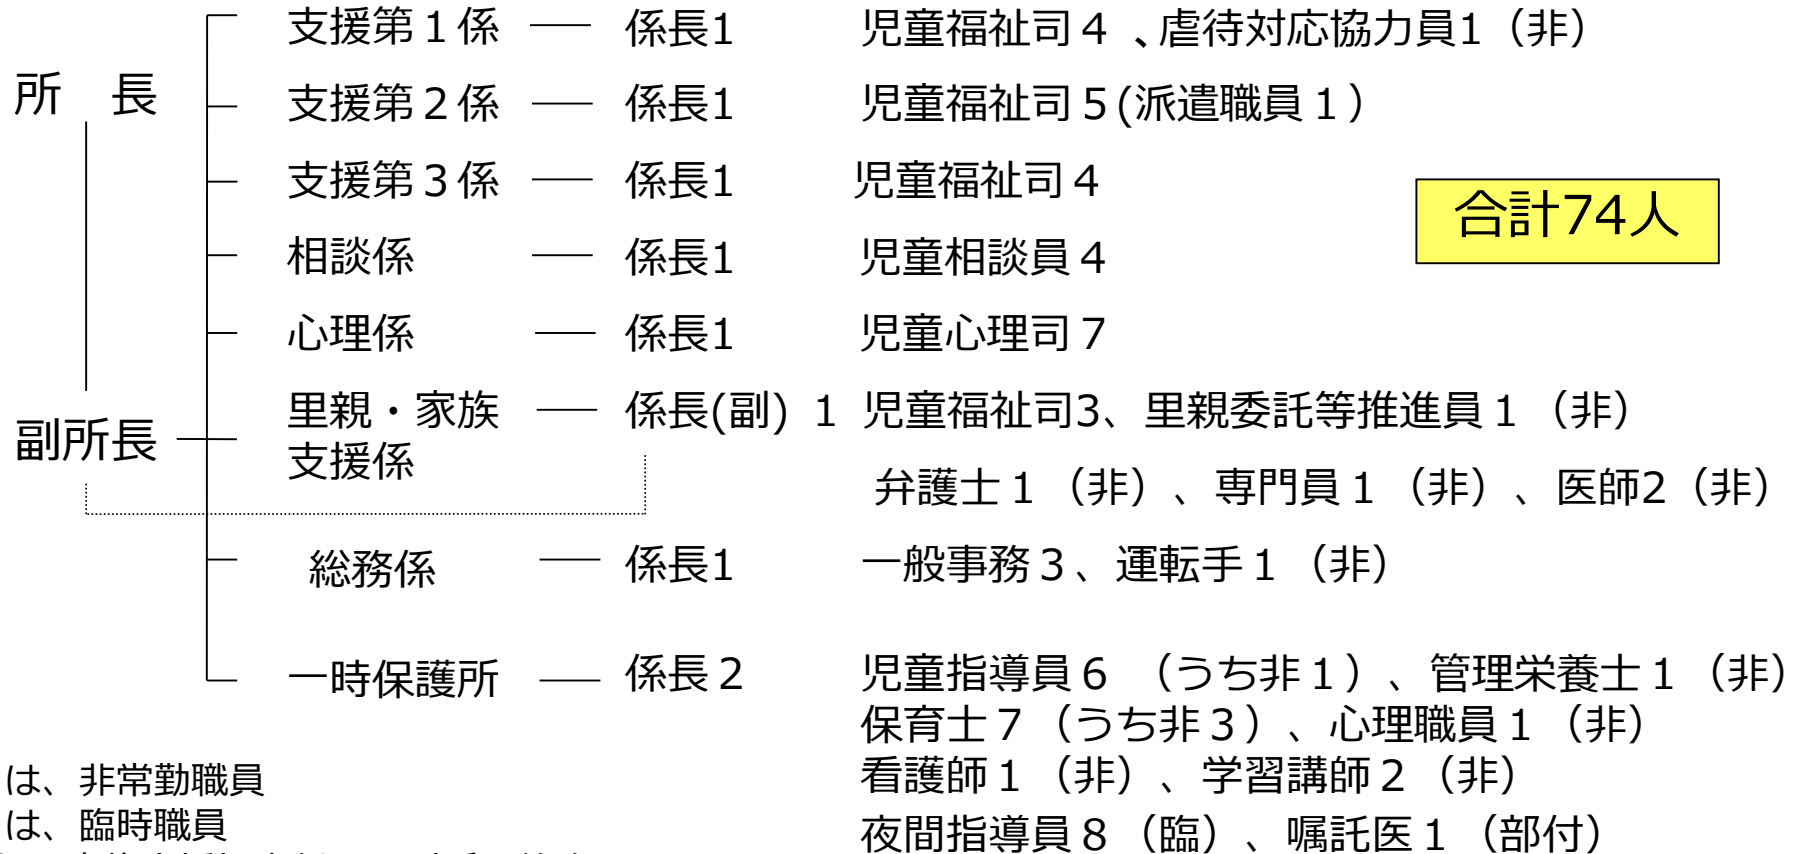 支援第１係 係長1 児童福祉司４、虐待対応協力員1（非）
所　長
支援第２係 係長1 児童福祉司５(派遣職員１）
支援第３係 係長1 児童福祉司４
合計74人
相談係 係長1 児童相談員４
心理係 係長1 児童心理司７
里親・家族 係長(副) １ 児童福祉司3、里親委託等推進員１（非）
副所長
支援係
弁護士１（非）、専門員１（非）、医師2（非）
総務係 係長1 一般事務３、運転手１（非）
一時保護所 係長２ 児童指導員６（うち非１）、管理栄養士１（非）
保育士７（うち非３）、心理職員１（非）
看護師１（非）、学習講師２（非）
夜間指導員８（臨）、嘱託医１（部付）
は、非常勤職員
は、臨時職員